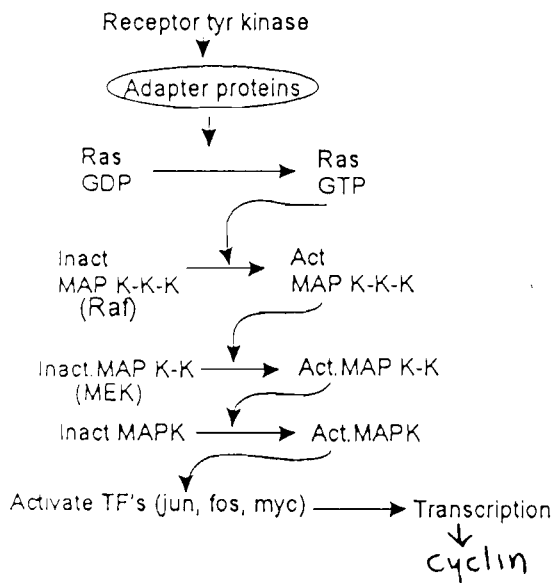 Receptor tyr kinase
Adapter proteins
Ras
GDP
Ras
GTP
Inact
MAP K-K-K
(Raf)
Act
MAP K-K-K
Inact.MAP K-K
(MEK)
Act.MAP K-K
Inact MAPK
Act.MAPK
Activate TF's (jun, fos, myc)
Transcription
cyclin